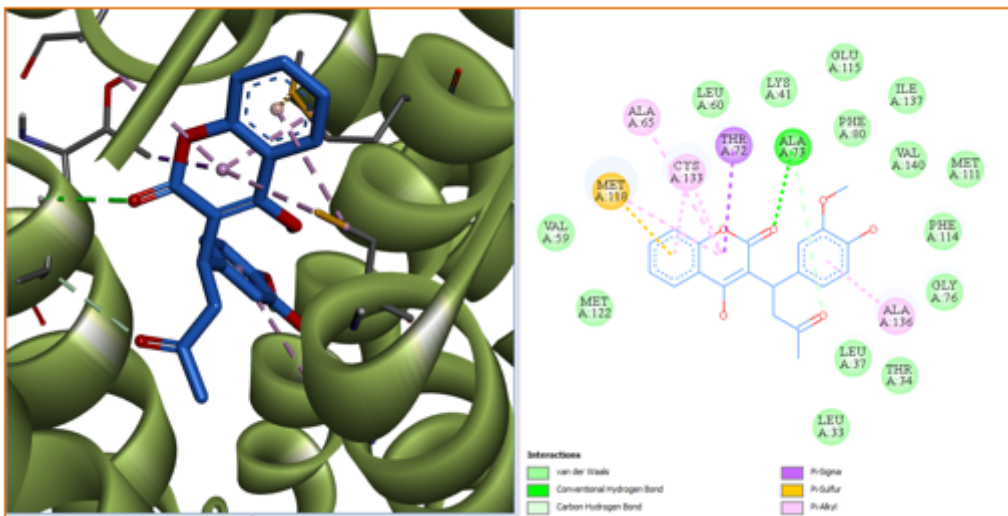 GLU
A:115
LYS
A:41
LEU
A:60
ILE
A:137
ALA
A:65
PHE
A:80
THR
A:72
ALA
A:73
VAL
A:140
MET
A:111
CYS
A:133
MET
A:118
VAL
A:59
PHE
A:114
GLY
A:76
MET
A:122
ALA
A:136
LEU
A:37
THR
A:34
LEU
A:33
O
O
O
O
O
O
Interactions
van der Waals
Conventional Hydrogen Bond
Carbon Hydrogen Bond
Pi-Sigma
Pi-Sulfur
Pi-Alkyl